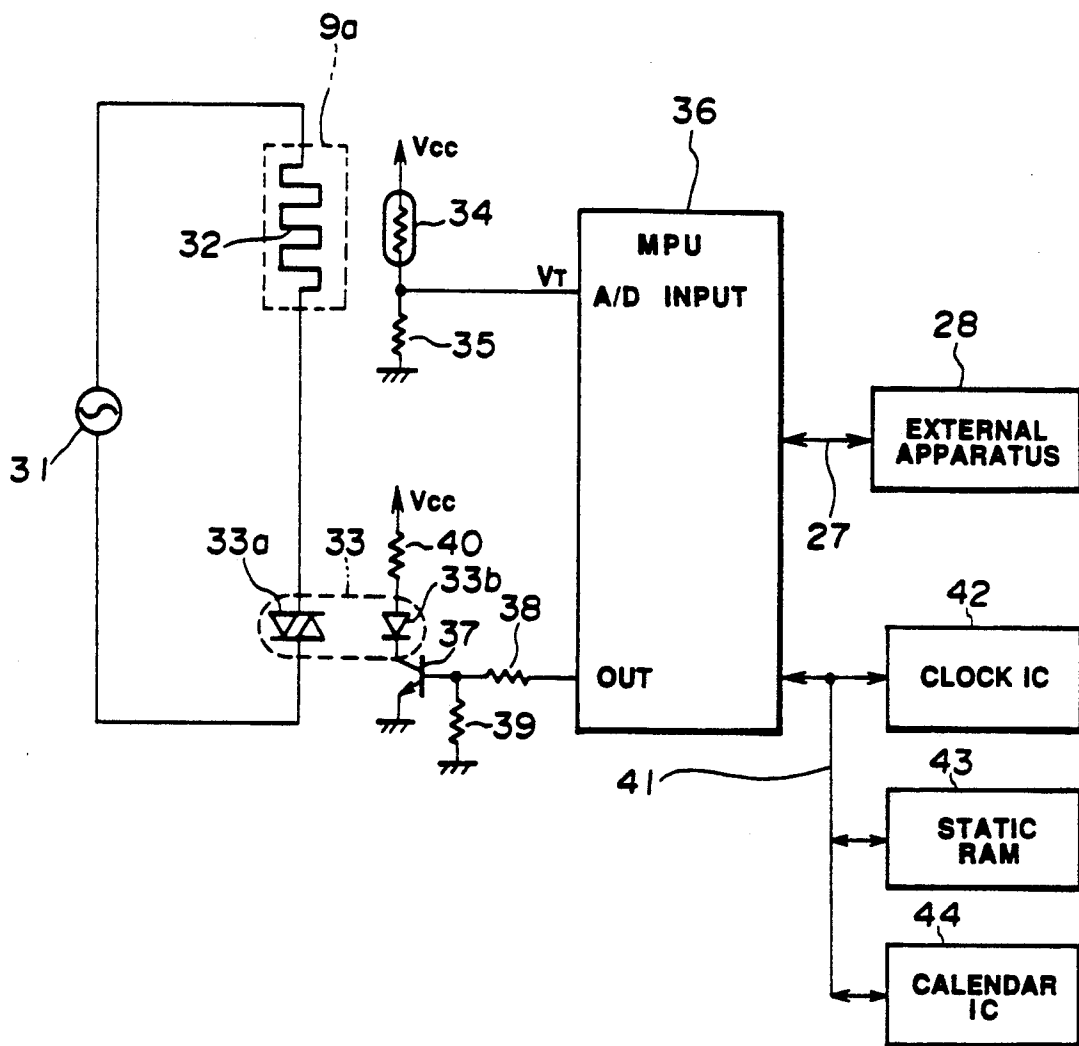 9a
36
Vcc
34
32
MPU
VT
A/D INPUT
35
28
31
EXTERNAL
APPARATUS
27
Vcc
33a
33
40
33b
38
37
42
OUT
CLOCK IC
39
41
43
STATIC
RAM
44
CALENDAR
IC